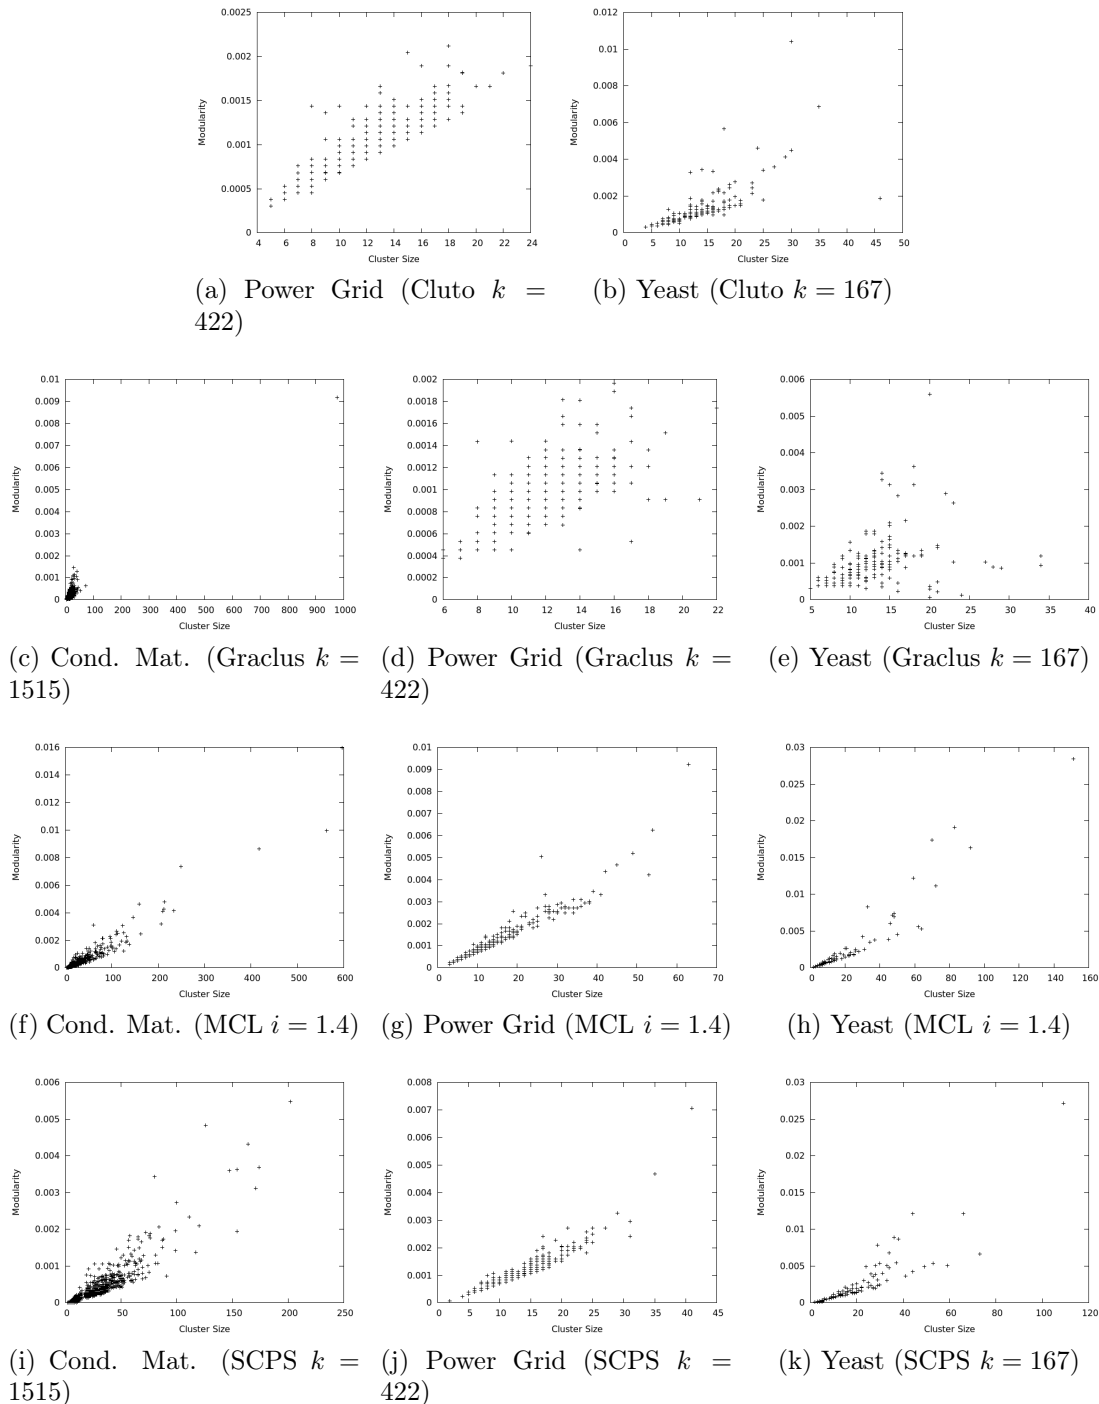 0.0025
0.002
0.0015
0.001
0.0005
0
Modularity
4 6 8 10 12 14 16 18 20 22 24
Cluster Size
(a) Power Grid (Cluto k =
422)
0.012
0.01
0.008
0.006
0.004
0.002
0
Modularity
0 5 10 15 20 25 30 35 40 45 50
Cluster Size
(b) Yeast (Cluto k = 167)
0.01
0.009
0.008
0.007
0.006
0.005
0.004
0.003
0.002
0.001
0
Modularity
0 100 200 300 400 500 600 700 800 900 1000
Cluster Size
(c) Cond. Mat. (Graclus k =
1515)
0.002
0.0018
0.0016
0.0014
0.0012
0.001
0.0008
0.0006
0.0004
0.0002
0
Modularity
6 8 10 12 14 16 18 20 22
Cluster Size
(d) Power Grid (Graclus k =
422)
0.006
0.005
0.004
0.003
0.002
0.001
0
Modularity
5 10 15 20 25 30 35 40
Cluster Size
(e) Yeast (Graclus k = 167)
0.016
0.014
0.012
0.01
0.008
0.006
0.004
0.002
0
Modularity
0 100 200 300 400 500 600
Cluster Size
(f) Cond. Mat. (MCL i = 1.4)
0.01
0.009
0.008
0.007
0.006
0.005
0.004
0.003
0.002
0.001
0
Modularity
0 10 20 30 40 50 60 70
Cluster Size
(g) Power Grid (MCL i = 1.4)
0.03
0.025
0.02
0.015
0.01
0.005
0
Modularity
0 20 40 60 80 100 120 140 160
Cluster Size
(h) Yeast (MCL i = 1.4)
0.006
0.005
0.004
0.003
0.002
0.001
0
Modularity
0 50 100 150 200 250
Cluster Size
(i) Cond. Mat. (SCPS k =
1515)
0.008
0.007
0.006
0.005
0.004
0.003
0.002
0.001
0
Modularity
0 5 10 15 20 25 30 35 40 45
Cluster Size
(j) Power Grid (SCPS k =
422)
0.03
0.025
0.02
0.015
0.01
0.005
0
Modularity
0 20 40 60 80 100 120
Cluster Size
(k) Yeast (SCPS k = 167)